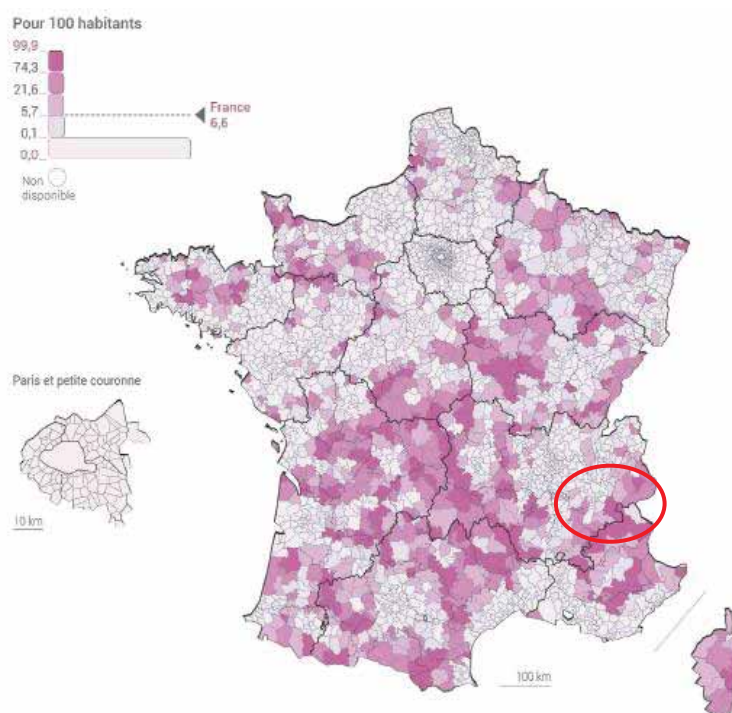 Pour 100 habitants
99,9
74,3
21,6
5,7
0,1
0,0
France
6,6
Non
disponible
Paris et petite couronne
10 km
100 km